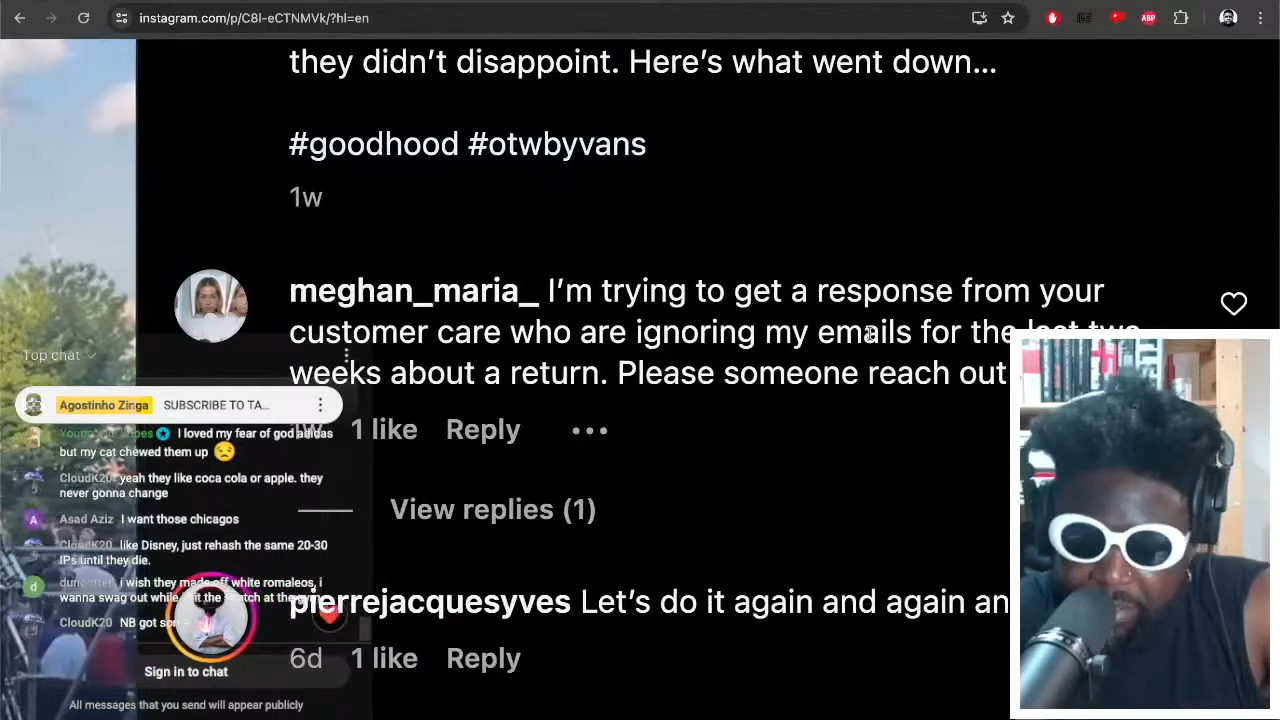 instagram.com/p/C8I-eCTNMVk/?hl=en
ABP
they didn’t disappoint. Here’s what went down...
#goodhood #otwbyvans
1w
meghan_maria_ I’m trying to get a response from your
customer care who are ignoring my emails for the last two
weeks about a return. Please someone reach out
1w 1 like Reply
View replies (1)
pierrejacquesyves Let’s do it again and again an
6d 1 like Reply
Top chat
Agostinho Zinga SUBSCRIBE TO TA...
I loved my fear of god adidas
but my cat chewed them up
CloudK20 yeah they like coca cola or apple. they
never gonna change
A
Asad Aziz I want those chicagos
CloudK20 like Disney, just rehash the same 20-30
IPs until they die.
d
i wish they made off white romaleos, i
wanna swag out while
CloudK20 NB got
Sign in to chat
All messages that you send will appear publicly